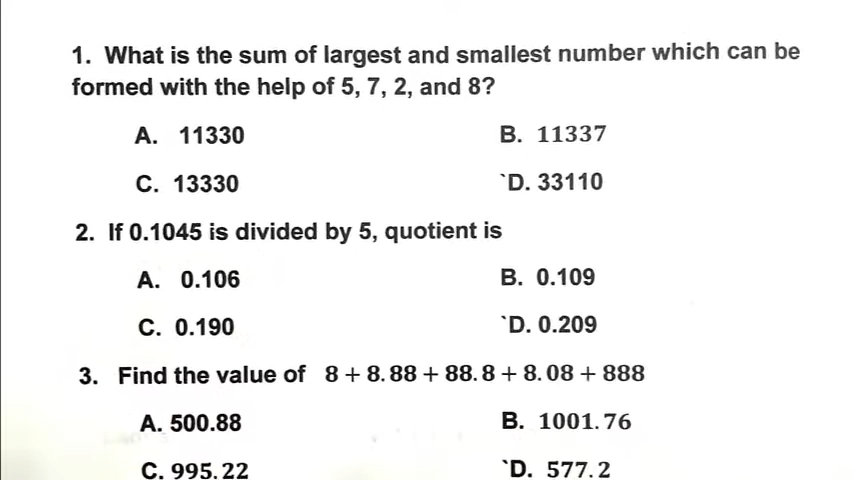 1. What is the sum of largest and smallest number which can be
formed with the help of 5, 7, 2, and 8?
A. 11330 B. 11337
C. 13330 `D. 33110
2. If 0.1045 is divided by 5, quotient is
A. 0.106 B. 0.109
C. 0.190 `D. 0.209
3. Find the value of 8 + 8.88 + 88.8 + 8.08 + 888
A. 500.88 B. 1001.76
C. 995.22 `D. 577.2